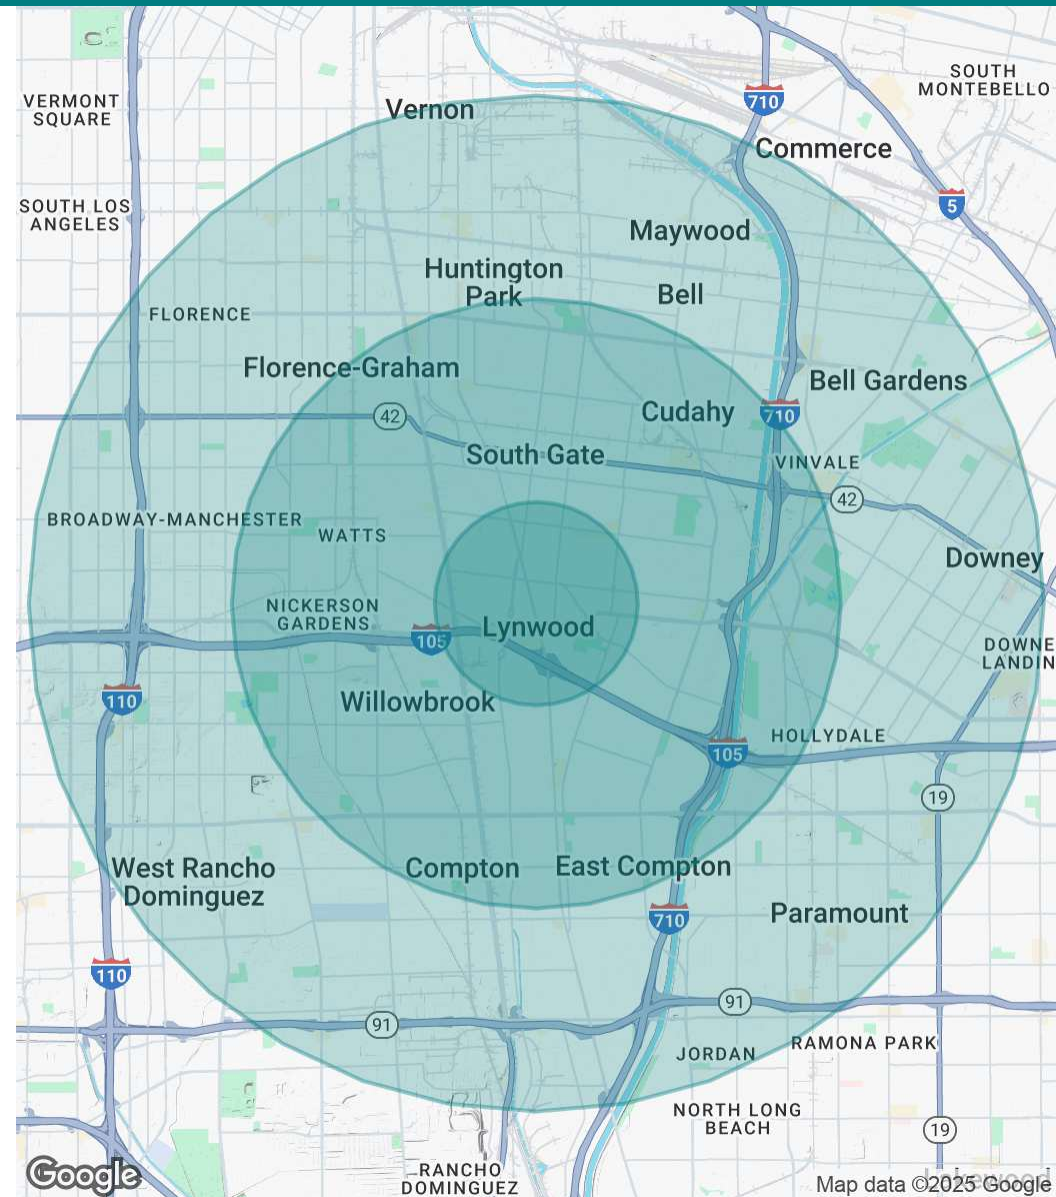 710
SOUTH
MONTEBELLO
VERMONT
SQUARE
Vernon
Commerce
SOUTH LOS
ANGELES
5
Maywood
Huntington
Park
Bell
FLORENCE
Florence-Graham
Bell Gardens
42
Cudahy
710
South Gate
VINVALE
42
BROADWAY-MANCHESTER
WATTS
Downey
NICKERSON
GARDENS
105
Lynwood
DOWNE
LANDIN
110
Willowbrook
HOLLYDALE
105
19
West Rancho
Dominguez
Compton
East Compton
710
Paramount
110
91
91
JORDAN
RAMONA PARK
NORTH LONG
BEACH
19
RANCHO
DOMINGUEZ
Lakewood
Google
Map data ©2025 Google